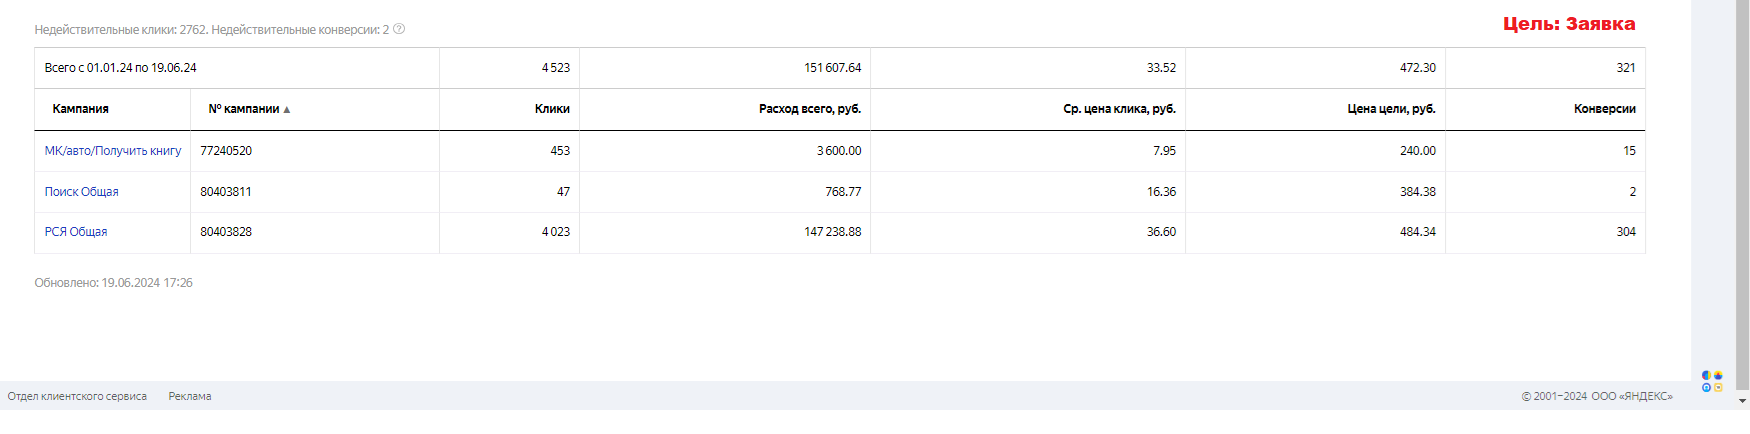 Недействительные клики: 2762. Недействительные конверсии: 2 ?
Цель: Заявка
Всего с 01.01.24 по 19.06.24 4 523 151 607.64 33.52 472.30 321
Кампания № кампании ▲ Клики Расход всего, руб. Ср. цена клика, руб. Цена цели, руб. Конверсии
МК/авто/Получить книгу 77240520 453 3 600.00 7.95 240.00 15
Поиск Общая 80403811 47 768.77 16.36 384.38 2
РСЯ Общая 80403828 4 023 147 238.88 36.60 484.34 304
Обновлено: 19.06.2024 17:26
Отдел клиентского сервиса Реклама © 2001–2024 ООО «ЯНДЕКС»